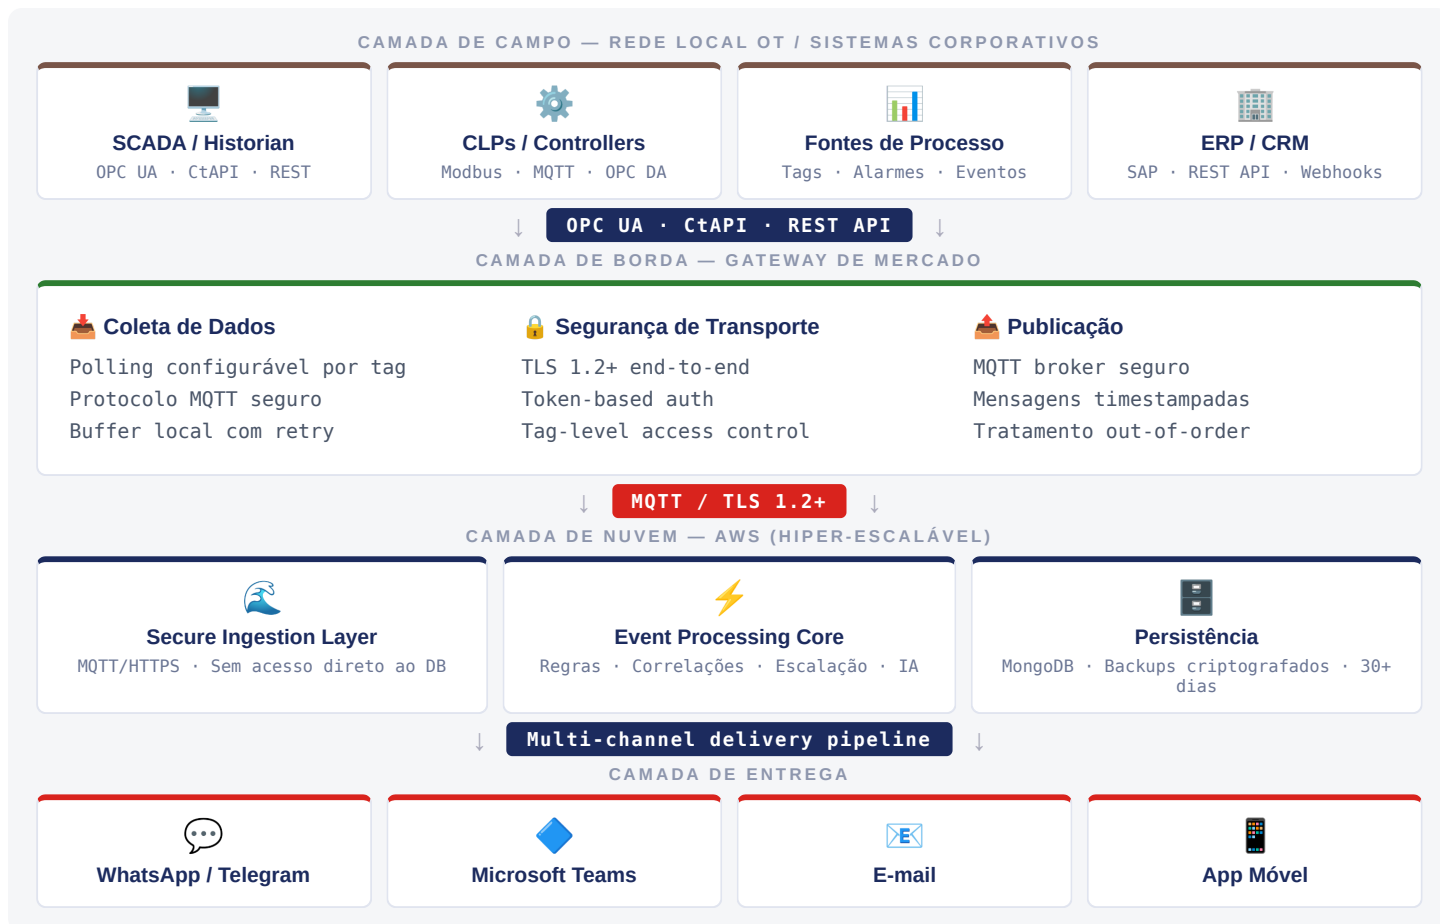 CAMADA DE CAMPO — REDE LOCAL OT / SISTEMAS CORPORATIVOS
SCADA / Historian
OPC UA · CtAPI · REST
CLPs / Controllers
Modbus · MQTT · OPC DA
Fontes de Processo
Tags · Alarmes · Eventos
ERP / CRM
SAP · REST API · Webhooks
↓ OPC UA · CtAPI · REST API ↓
CAMADA DE BORDA — GATEWAY DE MERCADO
Coleta de Dados
Polling configurável por tag
Protocolo MQTT seguro
Buffer local com retry
Segurança de Transporte
TLS 1.2+ end-to-end
Token-based auth
Tag-level access control
Publicação
MQTT broker seguro
Mensagens timestampadas
Tratamento out-of-order
↓ MQTT / TLS 1.2+ ↓
CAMADA DE NUVEM — AWS (HIPER-ESCALÁVEL)
Secure Ingestion Layer
MQTT/HTTPS · Sem acesso direto ao DB
Event Processing Core
Regras · Correlações · Escalação · IA
Persistência
MongoDB · Backups criptografados · 30+
dias
↓ Multi-channel delivery pipeline ↓
CAMADA DE ENTREGA
WhatsApp / Telegram
Microsoft Teams
E-mail
App Móvel